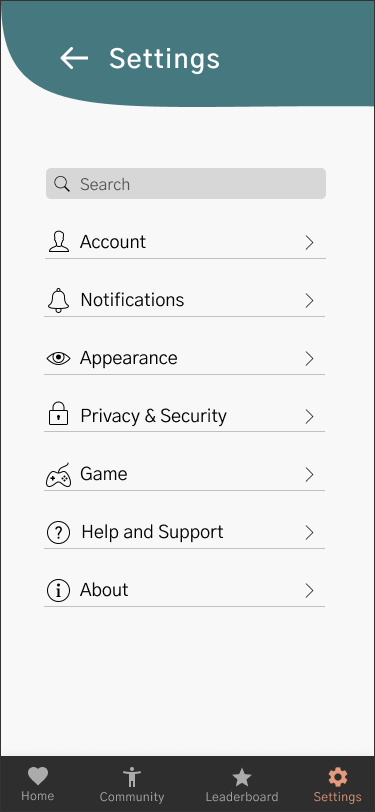 Settings
Search
Account
Notifications
Appearance
Privacy & Security
Game
Help and Support
About
Home Community Leaderboard Settings